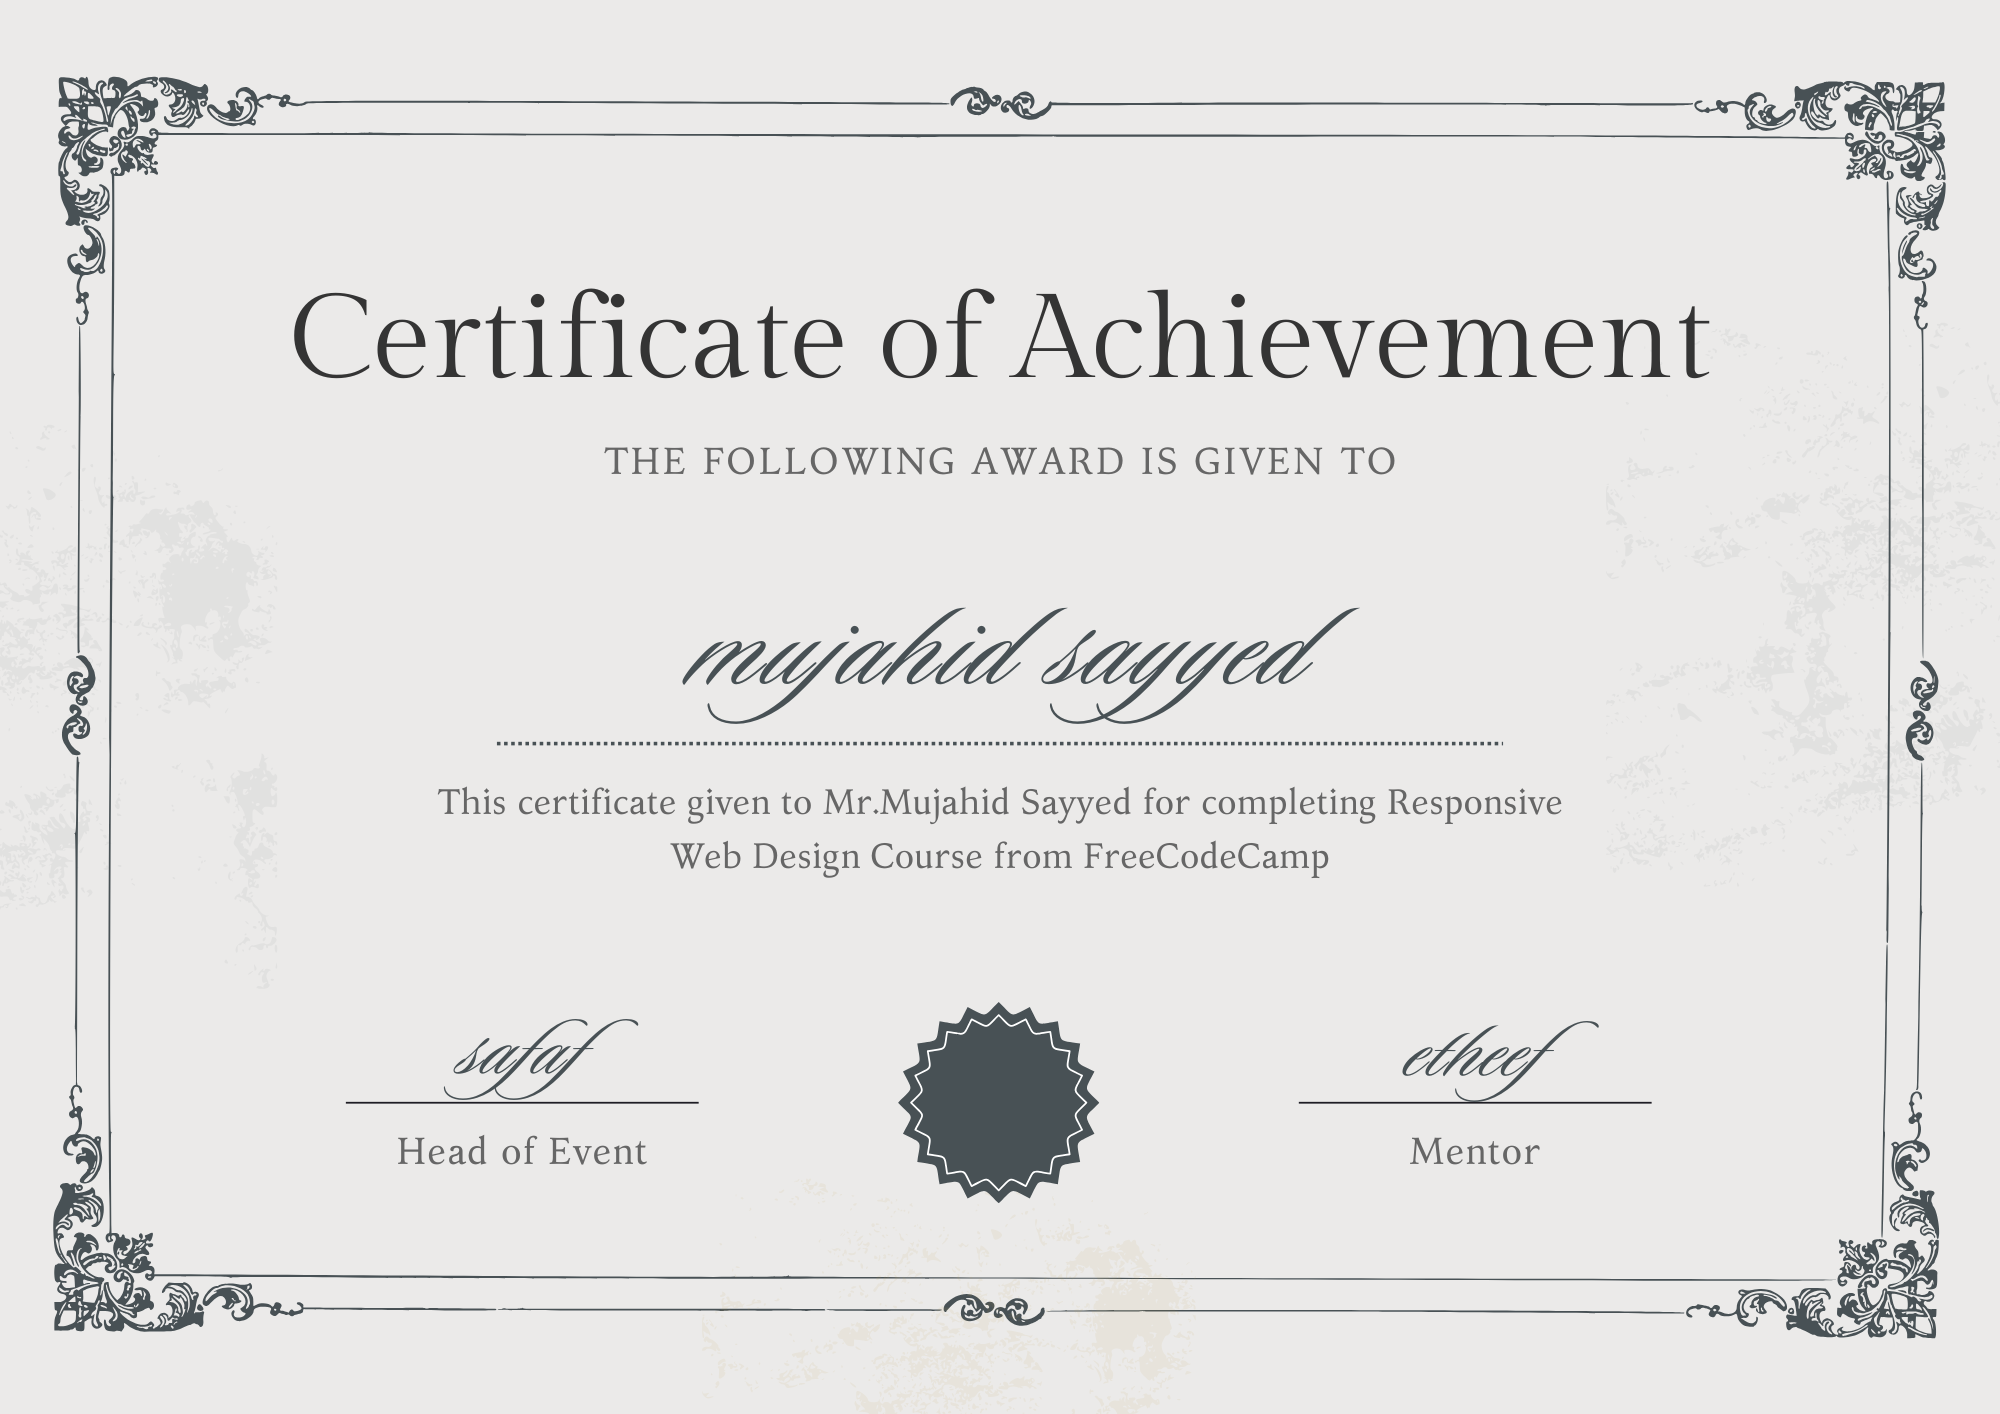 Certificate of Achievement
THE FOLLOWING AWARD IS GIVEN TO
mujahid sayyed
This certificate given to Mr.Mujahid Sayyed for completing Responsive
Web Design Course from FreeCodeCamp
safaf
etheef
Head of Event
Mentor